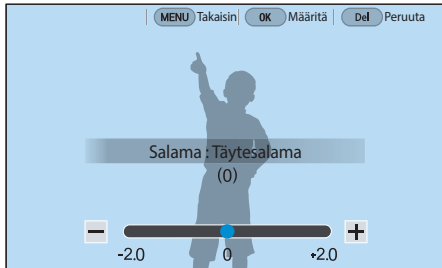 MENU Takaisin OK Määritä Del Peruuta
Salama : Täytesalama
(0)
− +
-2.0 0 +2.0